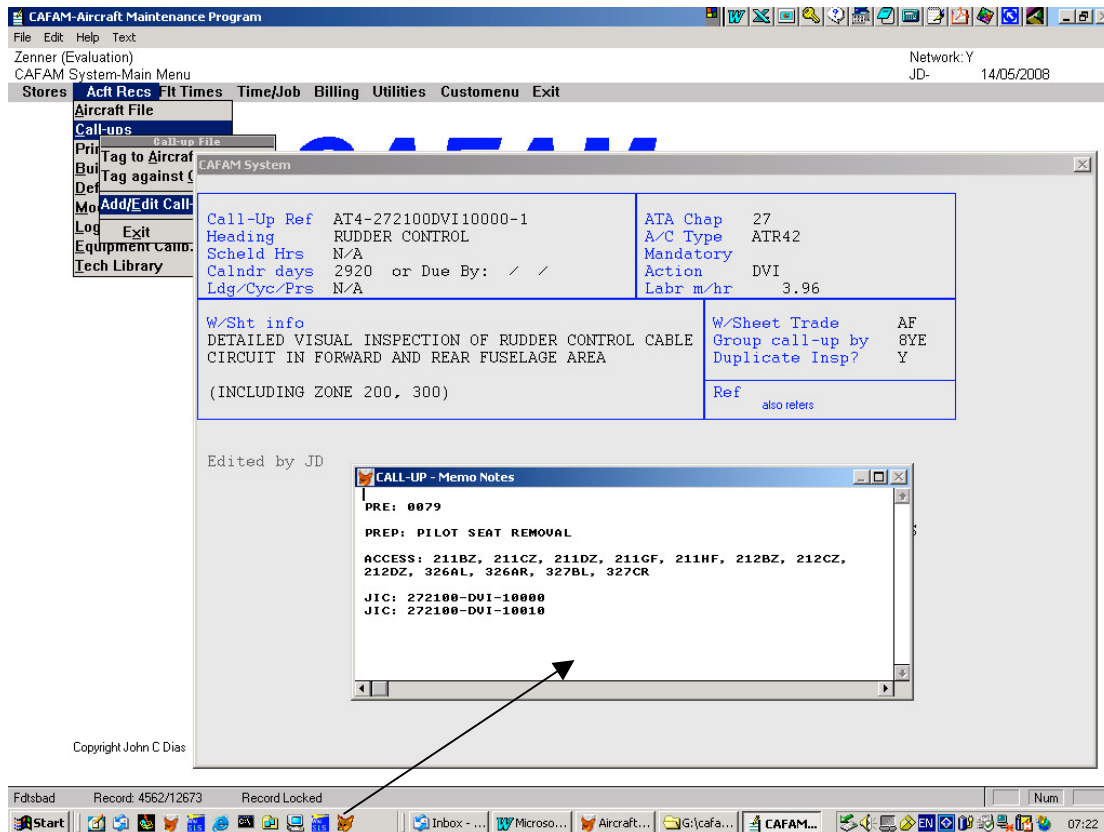 CAFAM-Aircraft Maintenance Program
File Edit Help Text
Zenner (Evaluation) Network: Y
CAFAM System-Main Menu JD- 14/05/2008
Stores Acft Recs Flt Times Time/Job Billing Utilities Customenu Exit
Aircraft File
Call-ups
Call-up File
Tag to Aircraf
Tag against
Add/Edit Call-
Exit
Equipment Calib.
Tech Library
CAFAM System
Call-Up Ref AT4-272100DVI10000-1 ATA Chap 27
Heading RUDDER CONTROL A/C Type ATR42
Scheld Hrs N/A Mandatory
Calndr days 2920 or Due By: / / Action DVI
Ldg/Cyc/Prs N/A Labr m/hr 3.96
W/Sht info W/Sheet Trade AF
DETAILED VISUAL INSPECTION OF RUDDER CONTROL CABLE Group call-up by 8YE
CIRCUIT IN FORWARD AND REAR FUSELAGE AREA Duplicate Insp? Y
(INCLUDING ZONE 200, 300) Ref
also refers
Edited by JD
CALL-UP - Memo Notes
PRE: 0079
PREP: PILOT SEAT REMOVAL
ACCESS: 211BZ, 211CZ, 211DZ, 211GF, 211HF, 212BZ, 212CZ,
212DZ, 326AL, 326AR, 327BL, 327CR
JIC: 272100-DVI-10000
JIC: 272100-DVI-10010
Copyright John C Dias
Fdtsbad Record: 4562/12673 Record Locked Num
Start Inbox - ... Microso... Aircraft... G:\cafa... CAFAM... EN 07:22